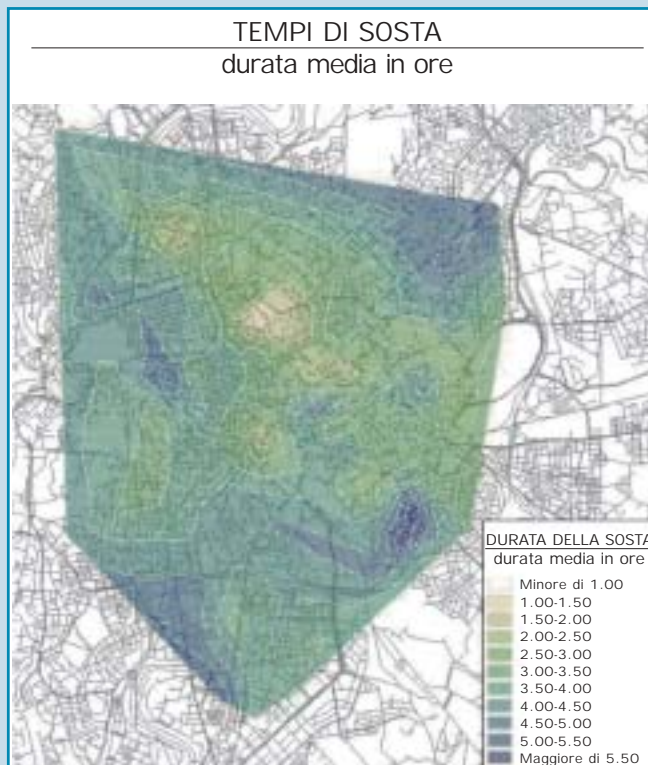 TEMPI DI SOSTA
durata media in ore
DURATA DELLA SOSTA
durata media in ore
Minore di 1.00
1.00-1.50
1.50-2.00
2.00-2.50
2.50-3.00
3.00-3.50
3.50-4.00
4.00-4.50
4.50-5.00
5.00-5.50
Maggiore di 5.50